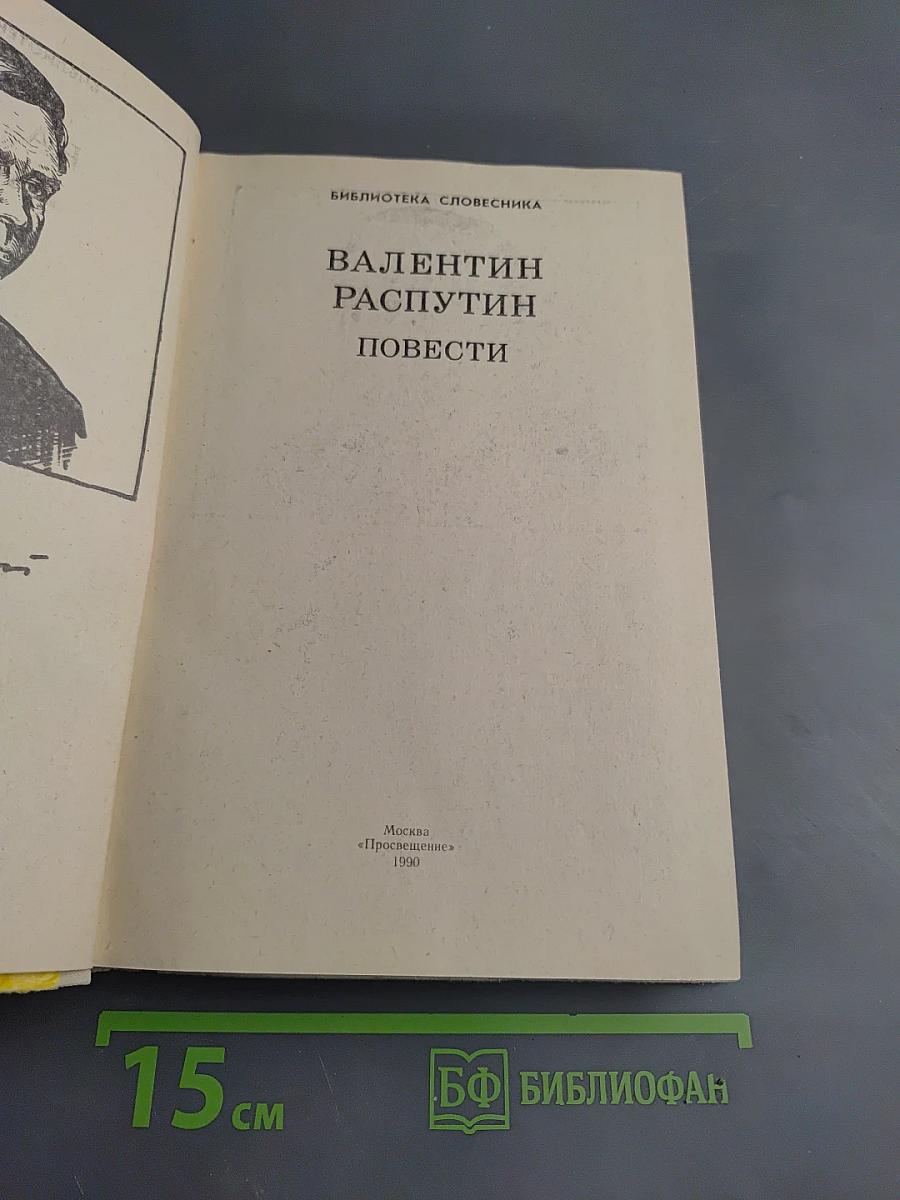 БИБЛИОТЕКА СЛОВЕСНИКА
ВАЛЕНТИН
РАСПУТИН
ПОВЕСТИ
Москва
«Просвещение»
1990
15 см
БФ БИБЛИОФАН